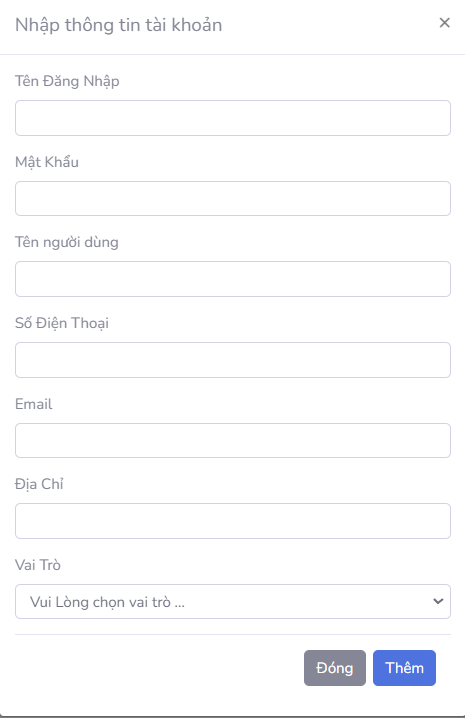 Nhập thông tin tài khoản ×
Tên Đăng Nhập
Mật Khẩu
Tên người dùng
Số Điện Thoại
Email
Địa Chỉ
Vai Trò
Vui Lòng chọn vai trò ...
Đóng Thêm